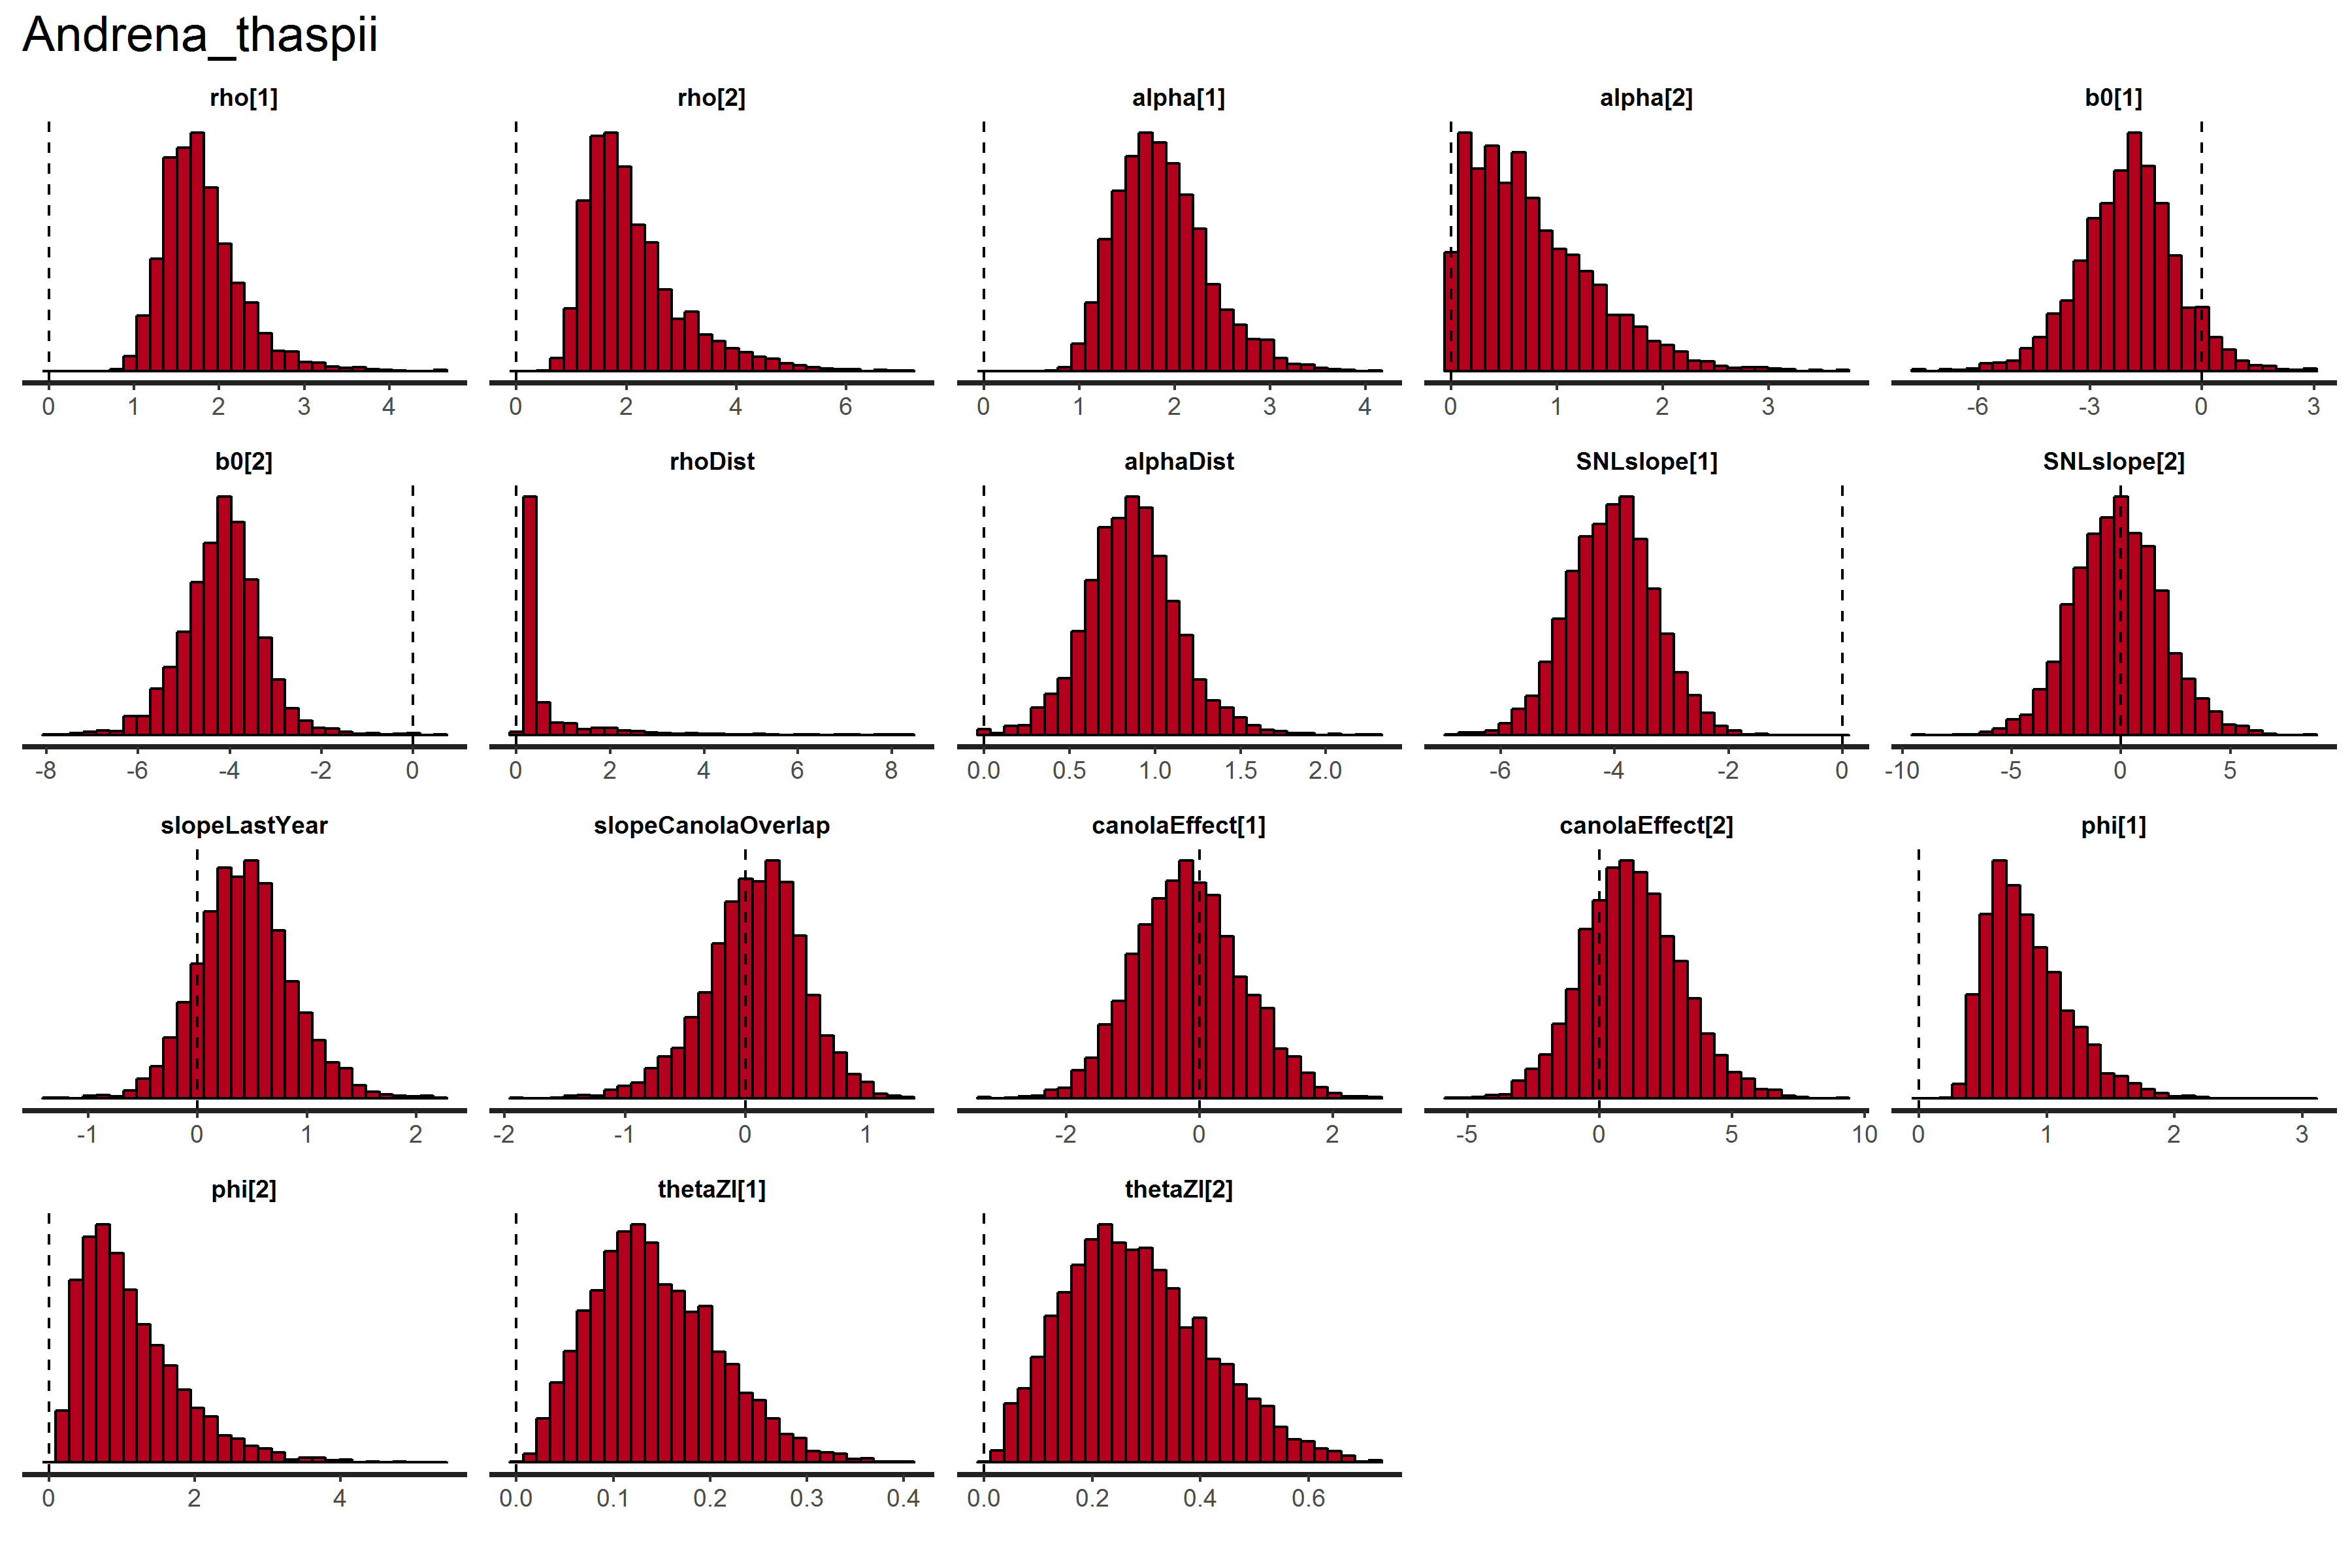 Andrena_thaspii
rho[1] rho[2] alpha[1] alpha[2] b0[1]
0 1 2 3 4 0 2 4 6 0 1 2 3 4 0 1 2 3 -6 -3 0 3
b0[2] rhoDist alphaDist SNLslope[1] SNLslope[2]
-8 -6 -4 -2 0 0 2 4 6 8 0.0 0.5 1.0 1.5 2.0 -6 -4 -2 0 -10 -5 0 5
slopeLastYear slopeCanolaOverlap canolaEffect[1] canolaEffect[2] phi[1]
-1 0 1 2 -2 -1 0 1 -2 0 2 -5 0 5 10 0 1 2 3
phi[2] thetaZI[1] thetaZI[2]
0 2 4 0.0 0.1 0.2 0.3 0.4 0.0 0.2 0.4 0.6